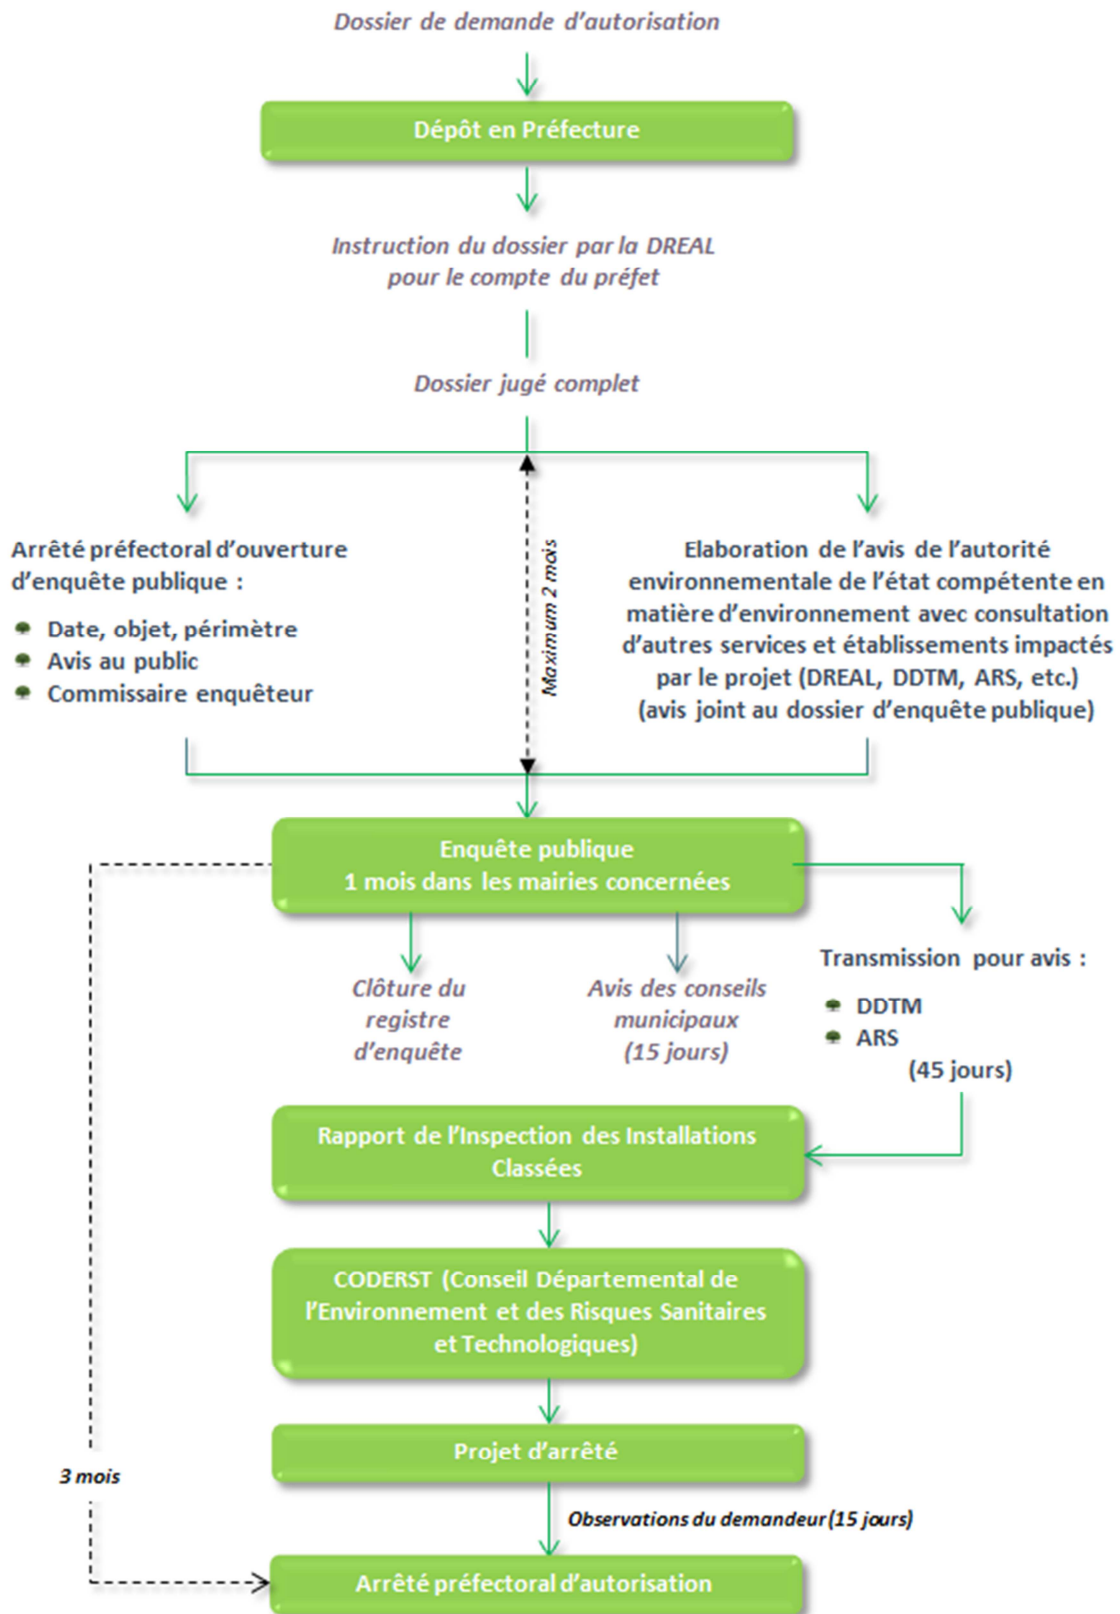 Dossier de demande d'autorisation
Dépôt en Préfecture
Instruction du dossier par la DREAL
pour le compte du préfet
Dossier jugé complet
Arrêté préfectoral d'ouverture
d'enquête publique :
Date, objet, périmètre
Avis au public
Commissaire enquêteur
Maximum 2 mois
Elaboration de l'avis de l'autorité
environnementale de l'état compétente en
matière d'environnement avec consultation
d'autres services et établissements impactés
par le projet (DREAL, DDTM, ARS, etc.)
(avis joint au dossier d'enquête publique)
Enquête publique
1 mois dans les mairies concernées
Clôture du
registre
d'enquête
Avis des conseils
municipaux
(15 jours)
Transmission pour avis :
DDTM
ARS
(45 jours)
Rapport de l'Inspection des Installations
Classées
CODERST (Conseil Départemental de
l'Environnement et des Risques Sanitaires
et Technologiques)
Projet d'arrêté
3 mois
Observations du demandeur (15 jours)
Arrêté préfectoral d'autorisation